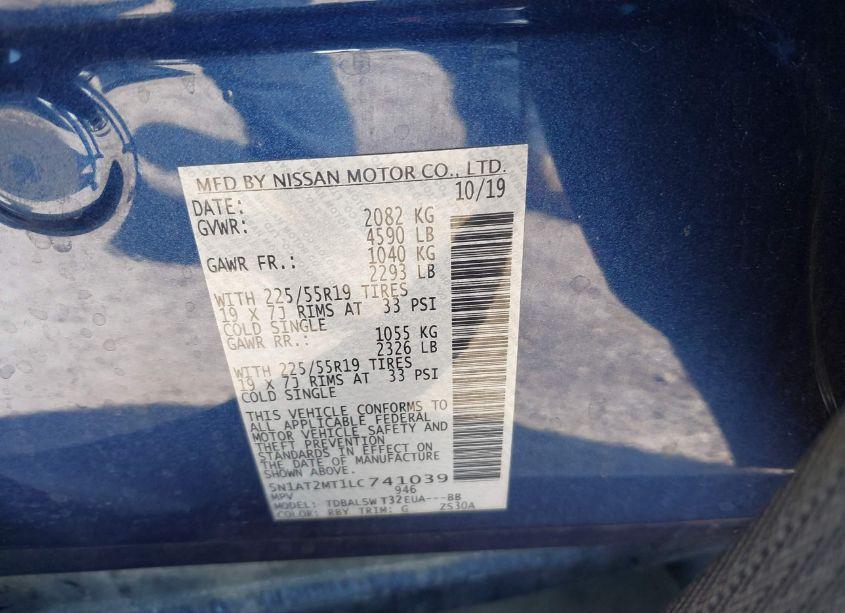 MFD BY NISSAN MOTOR CO., LTD.
DATE: 10/19
GVWR: 2082 KG
4590 LB
GAWR FR.: 1040 KG
2293 LB
WITH 225/55R19 TIRES
19 X 7J RIMS AT 33 PSI
COLD SINGLE
GAWR RR.: 1055 KG
2326 LB
WITH 225/55R19 TIRES
19 X 7J RIMS AT 33 PSI
COLD SINGLE
THIS VEHICLE CONFORMS TO
ALL APPLICABLE FEDERAL
MOTOR VEHICLE SAFETY AND
THEFT PREVENTION
STANDARDS IN EFFECT ON
THE DATE OF MANUFACTURE
SHOWN ABOVE.
5N1AT2MT1LC741039
MPV 946
MODEL: TDBALSW T32EUA---BB
COLOR: RBY TRIM: G ZS30A